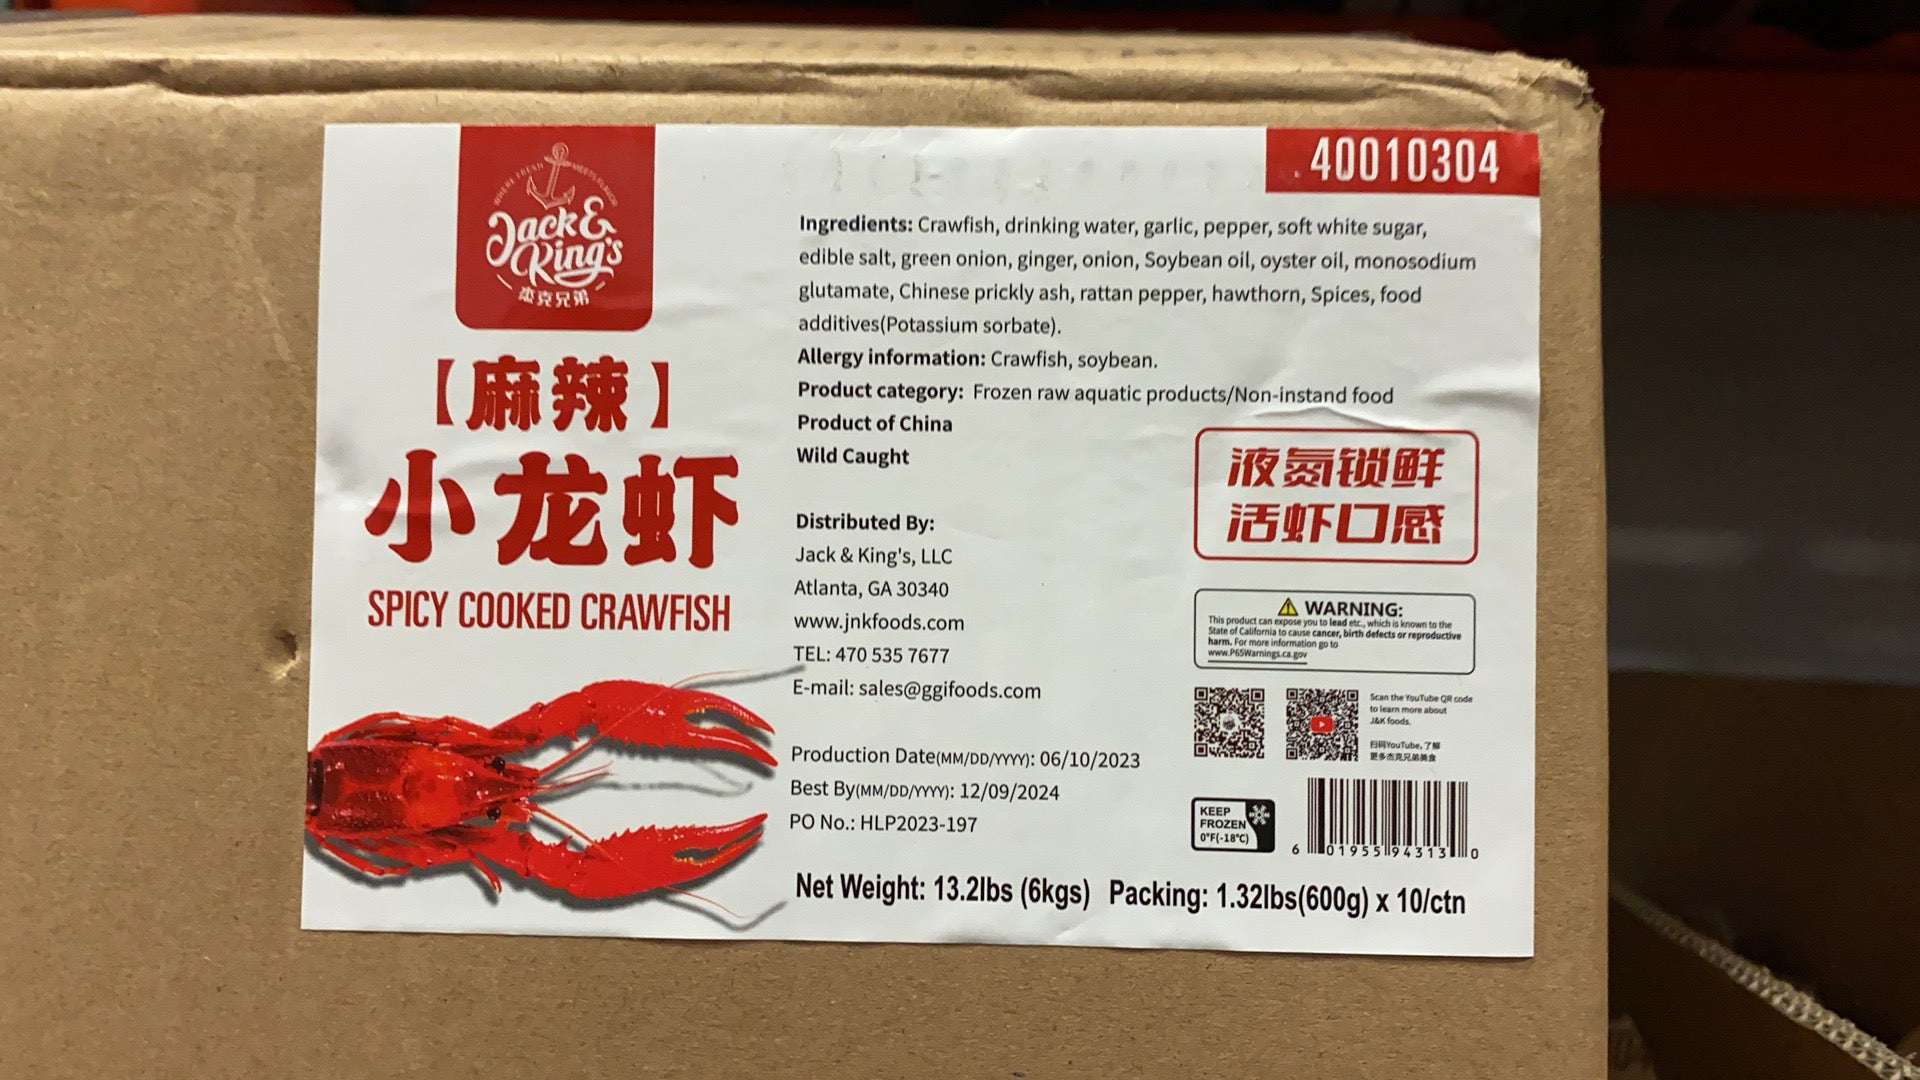 WHERE FRESH MEETS FLAVOR
Jack &
King's
杰克兄弟
【麻辣】
小龙虾
SPICY COOKED CRAWFISH
40010304
Ingredients: Crawfish, drinking water, garlic, pepper, soft white sugar,
edible salt, green onion, ginger, onion, Soybean oil, oyster oil, monosodium
glutamate, Chinese prickly ash, rattan pepper, hawthorn, Spices, food
additives(Potassium sorbate).
Allergy information: Crawfish, soybean.
Product category: Frozen raw aquatic products/Non-instand food
Product of China
Wild Caught
Distributed By:
Jack & King's, LLC
Atlanta, GA 30340
www.jnkfoods.com
TEL: 470 535 7677
E-mail: sales@ggifoods.com
Production Date(MM/DD/YYYY): 06/10/2023
Best By(MM/DD/YYYY): 12/09/2024
PO No.: HLP2023-197
Net Weight: 13.2lbs (6kgs) Packing: 1.32lbs(600g) x 10/ctn
液氮锁鲜
活虾口感
WARNING:
This product can expose you to lead etc., which is known to the
State of California to cause cancer, birth defects or reproductive
harm. For more information go to
www.P65Warnings.ca.gov
Scan the YouTube QR code
to learn more about
J&K foods.
扫码YouTube，了解
更多杰克兄弟美食
KEEP
FROZEN
0°F(-18°C)
6 01955 94313 0